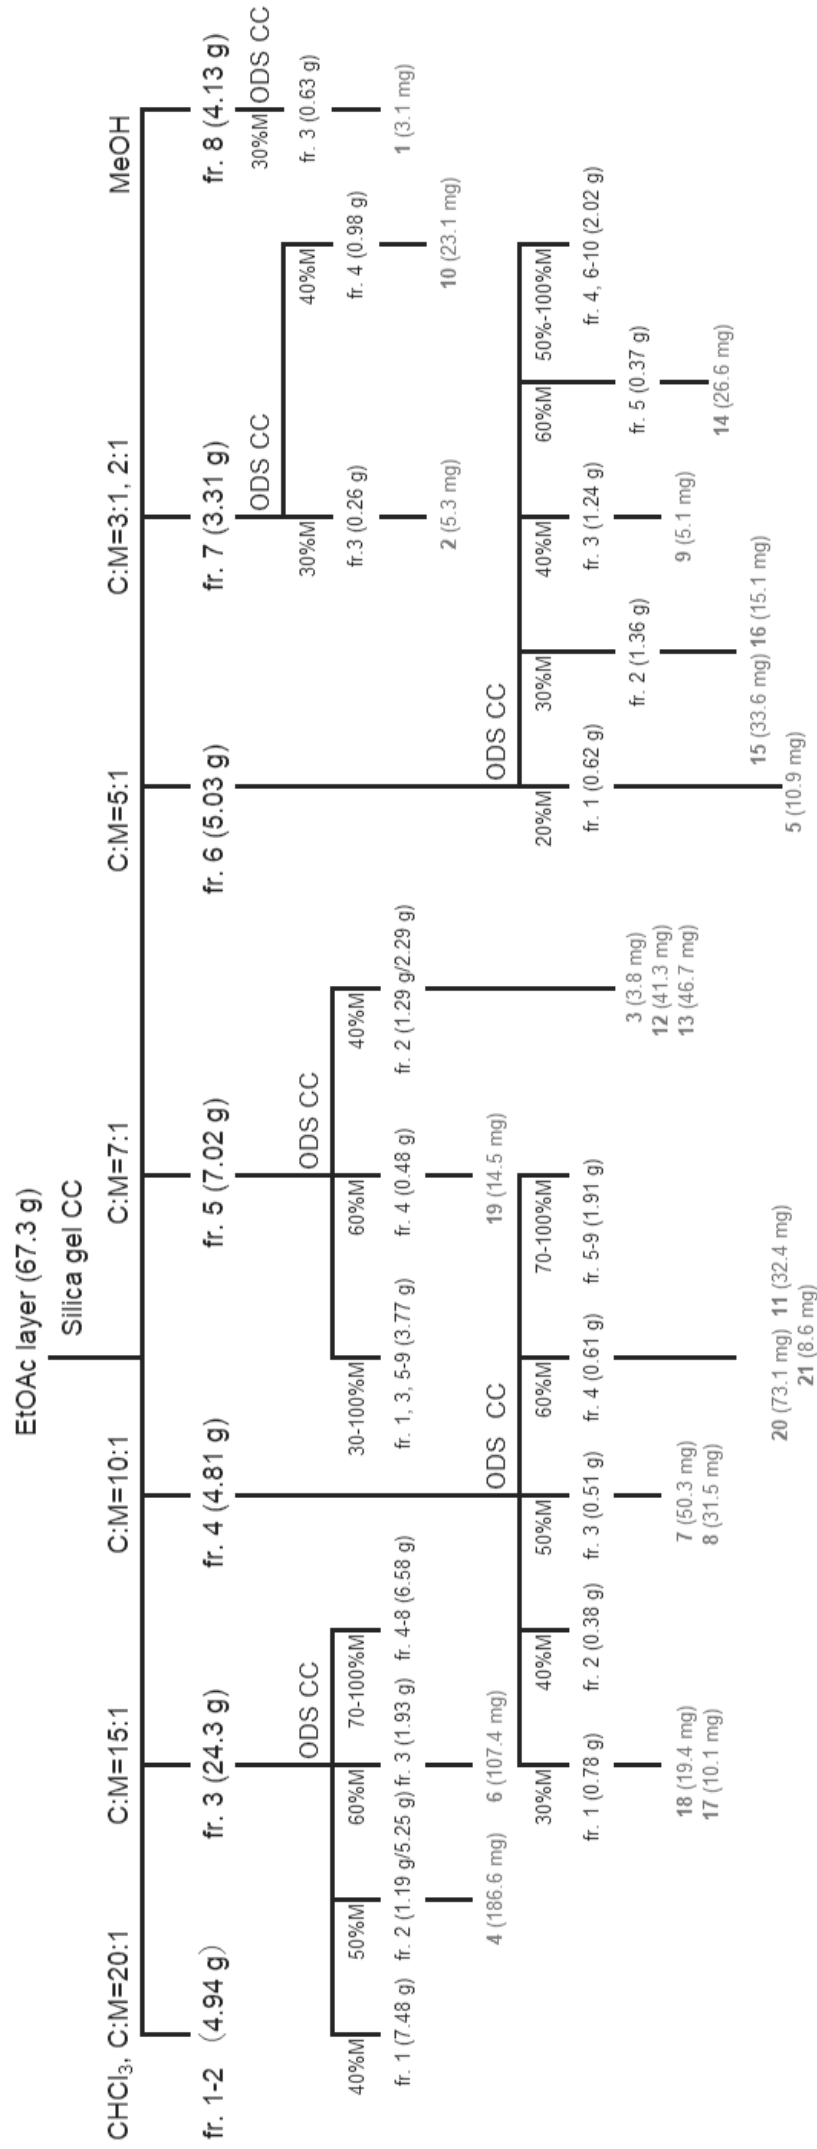 EtOAc layer (67.3 g)
Silica gel CC
CHCl₃, C:M=20:1
C:M=15:1
C:M=10:1
C:M=7:1
C:M=5:1
C:M=3:1, 2:1
MeOH
fr. 1-2 (4.94 g)
fr. 3 (24.3 g)
fr. 4 (4.81 g)
fr. 5 (7.02 g)
fr. 6 (5.03 g)
fr. 7 (3.31 g)
fr. 8 (4.13 g)
ODS CC
40%M
50%M
60%M
70-100%M
fr. 1 (7.48 g)
fr. 2 (1.19 g/5.25 g)
fr. 3 (1.93 g)
fr. 4-8 (6.58 g)
4 (186.6 mg)
6 (107.4 mg)
ODS CC
30%M
40%M
50%M
60%M
70-100%M
fr. 1 (0.78 g)
fr. 2 (0.38 g)
fr. 3 (0.51 g)
fr. 4 (0.61 g)
fr. 5-9 (1.91 g)
18 (19.4 mg)
17 (10.1 mg)
7 (50.3 mg)
8 (31.5 mg)
20 (73.1 mg) 11 (32.4 mg)
21 (8.6 mg)
ODS CC
30-100%M
60%M
40%M
fr. 1, 3, 5-9 (3.77 g)
fr. 4 (0.48 g)
fr. 2 (1.29 g/2.29 g)
19 (14.5 mg)
3 (3.8 mg)
12 (41.3 mg)
13 (46.7 mg)
ODS CC
20%M
30%M
40%M
60%M
50%-100%M
fr. 1 (0.62 g)
fr. 2 (1.36 g)
fr. 3 (1.24 g)
fr. 5 (0.37 g)
fr. 4, 6-10 (2.02 g)
5 (10.9 mg)
15 (33.6 mg) 16 (15.1 mg)
9 (5.1 mg)
14 (26.6 mg)
ODS CC
30%M
40%M
fr.3 (0.26 g)
fr. 4 (0.98 g)
2 (5.3 mg)
10 (23.1 mg)
30%M ODS CC
fr. 3 (0.63 g)
1 (3.1 mg)